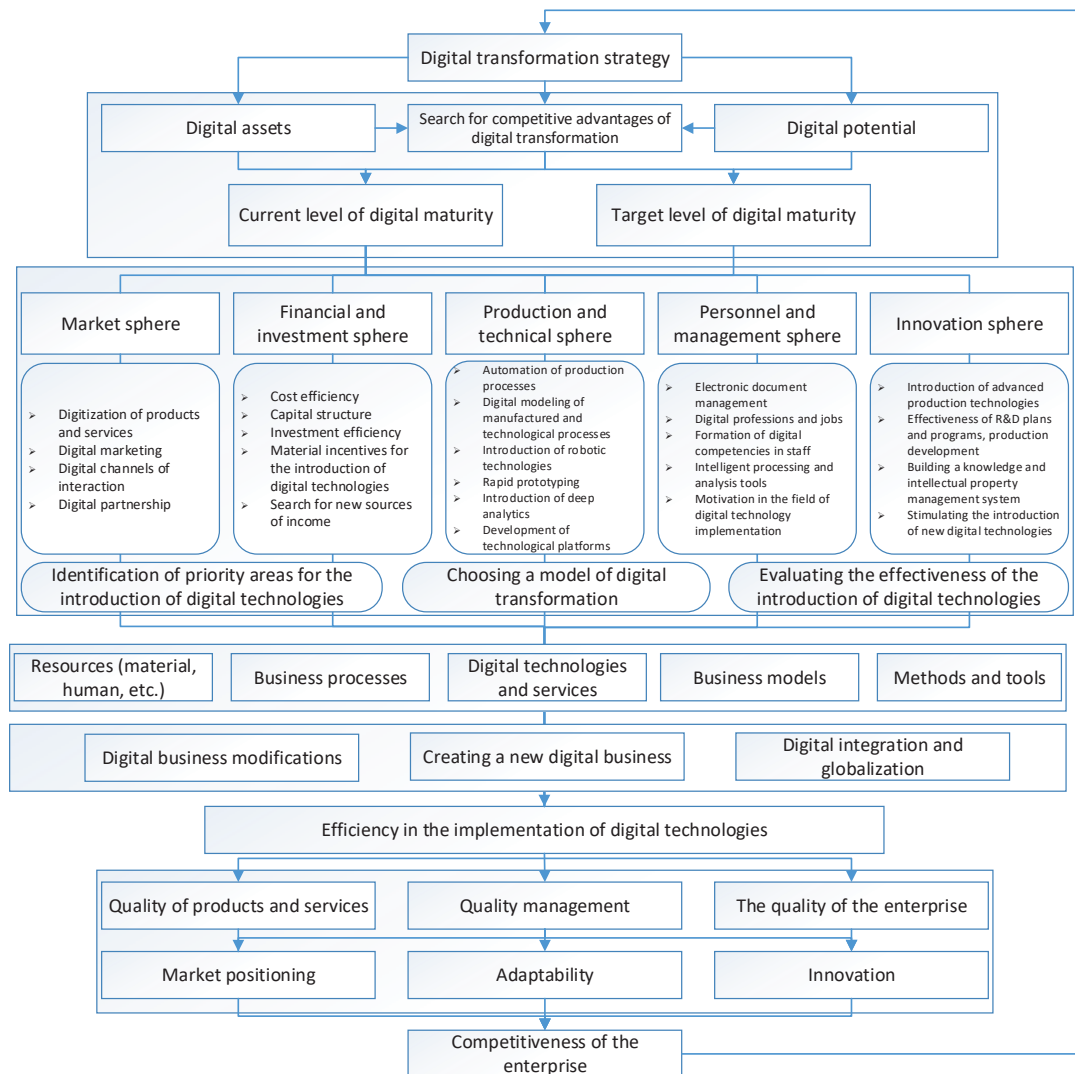 Digital transformation strategy
Digital assets
Search for competitive advantages of
digital transformation
Digital potential
Current level of digital maturity
Target level of digital maturity
Market sphere
Financial and
investment sphere
Production and
technical sphere
Personnel and
management sphere
Innovation sphere
Digitization of products
and services
Digital marketing
Digital channels of
interaction
Digital partnership
Cost efficiency
Capital structure
Investment efficiency
Material incentives for
the introduction of
digital technologies
Search for new sources
of income
Automation of production
processes
Digital modeling of
manufactured and
technological processes
Introduction of robotic
technologies
Rapid prototyping
Introduction of deep
analytics
Development of
technological platforms
Electronic document
management
Digital professions and jobs
Formation of digital
competencies in staff
Intelligent processing and
analysis tools
Motivation in the field of
digital technology
implementation
Introduction of advanced
production technologies
Effectiveness of R&D plans
and programs, production
development
Building a knowledge and
intellectual property
management system
Stimulating the introduction
of new digital technologies
Identification of priority areas for the
introduction of digital technologies
Choosing a model of digital
transformation
Evaluating the effectiveness of the
introduction of digital technologies
Resources (material,
human, etc.)
Business processes
Digital technologies
and services
Business models
Methods and tools
Digital business modifications
Creating a new digital business
Digital integration and
globalization
Efficiency in the implementation of digital technologies
Quality of products and services
Quality management
The quality of the enterprise
Market positioning
Adaptability
Innovation
Competitiveness of the
enterprise